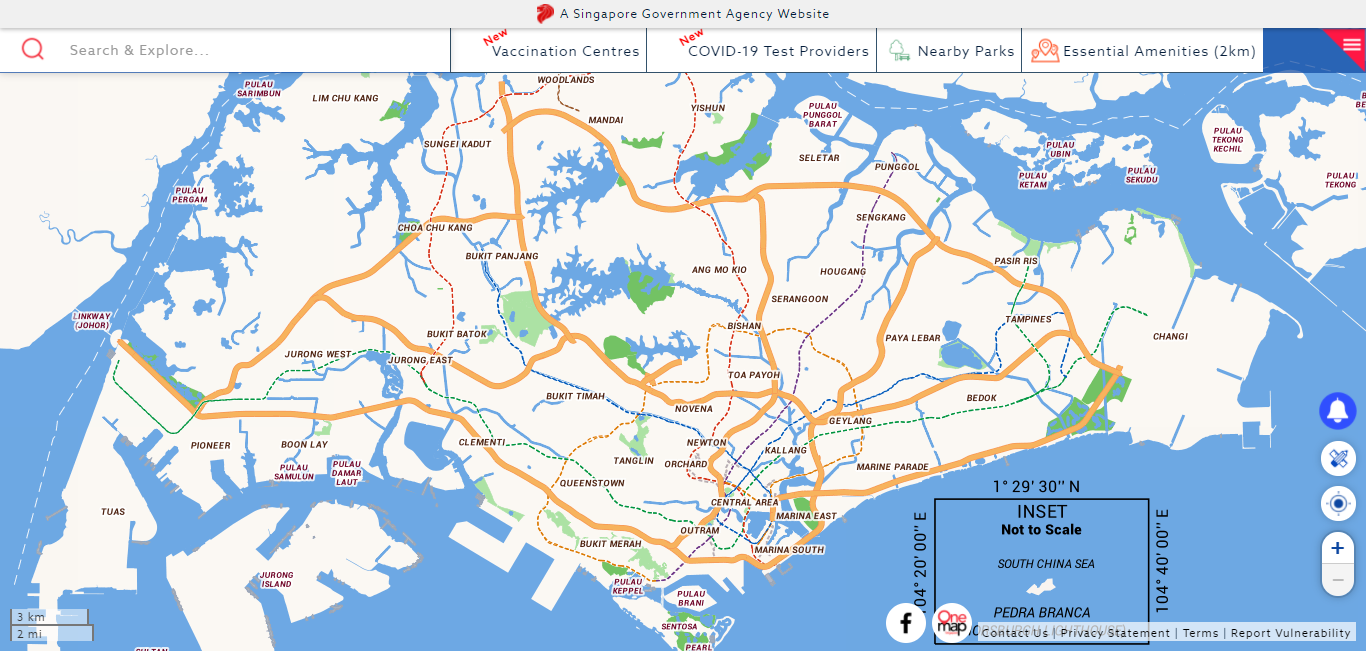 A Singapore Government Agency Website
Search & Explore...
New
Vaccination Centres
New
COVID-19 Test Providers
Nearby Parks
Essential Amenities (2km)
WOODLANDS
PULAU
SARIMBUN
LIM CHU KANG
YISHUN
PULAU
PUNGGOL
BARAT
MANDAI
SUNGEI KADUT
SELETAR
PUNGGOL
PULAU
UBIN
PULAU
KETAM
PULAU
SEKUDU
PULAU
TEKONG
KECHIL
PULAU
TEKONG
PULAU
PERGAM
CHOA CHU KANG
SENGKANG
BUKIT PANJANG
ANG MO KIO
HOUGANG
PASIR RIS
SERANGOON
LINKWAY
(JOHOR)
BISHAN
TAMPINES
BUKIT BATOK
PAYA LEBAR
CHANGI
JURONG WEST
JURONG EAST
TOA PAYOH
BUKIT TIMAH
BEDOK
NOVENA
GEYLANG
PIONEER
BOON LAY
CLEMENTI
NEWTON
KALLANG
TANGLIN
ORCHARD
MARINE PARADE
PULAU
SAMULUN
PULAU
DAMAR
LAUT
QUEENSTOWN
CENTRAL AREA
MARINA EAST
TUAS
OUTRAM
BUKIT MERAH
MARINA SOUTH
JURONG
ISLAND
PULAU
KEPPEL
PULAU
BRANI
SENTOSA
PEARL
1° 29' 30'' N
INSET
Not to Scale
04° 20' 00'' E
104° 40' 00'' E
SOUTH CHINA SEA
PEDRA BRANCA
3 km
2 mi
f
One
map
Contact Us | Privacy Statement | Terms | Report Vulnerability
+
−